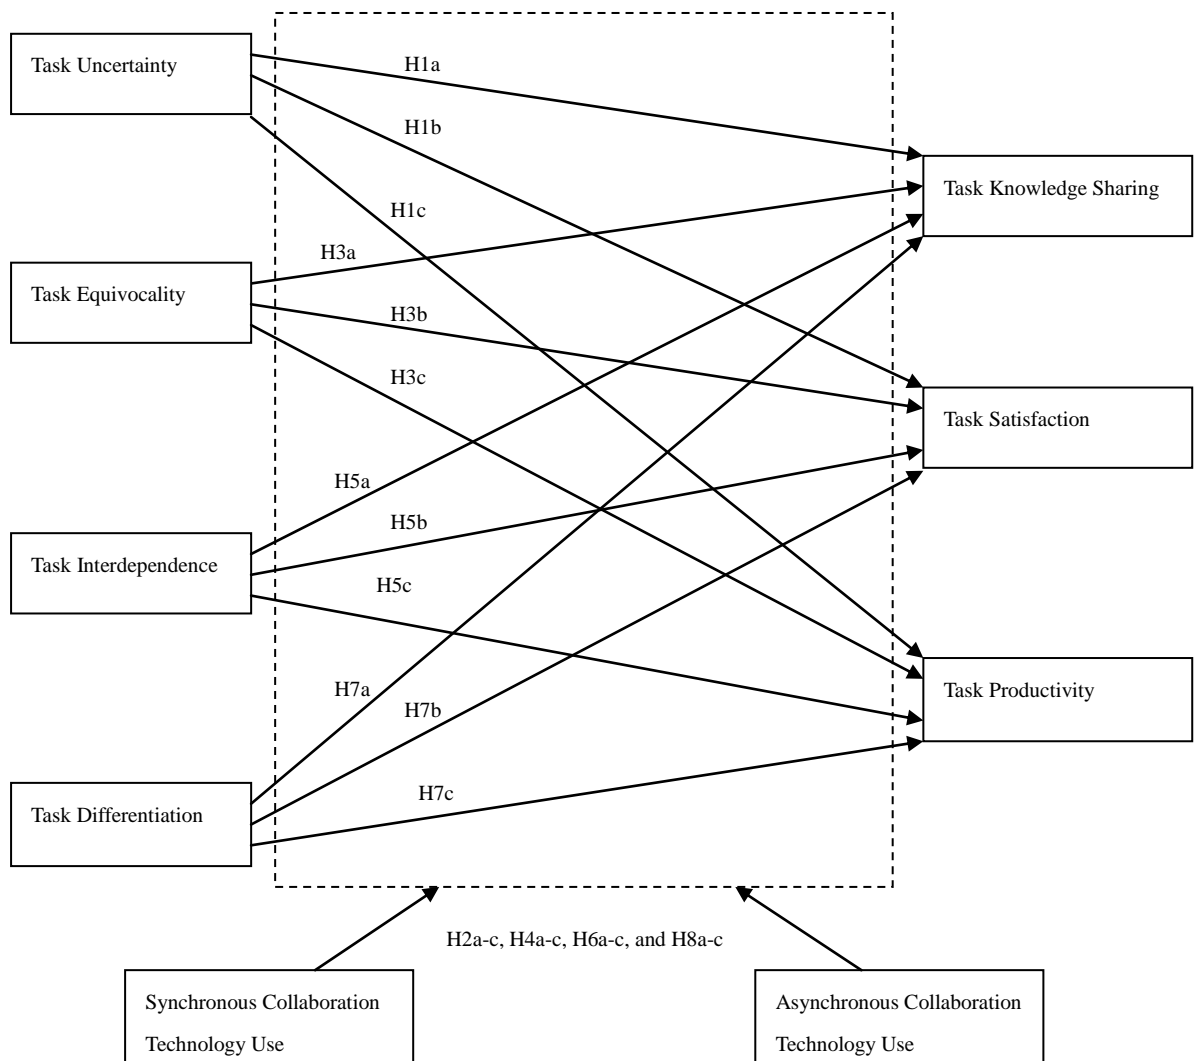 Task Uncertainty
H1a
H1b
Task Knowledge Sharing
H1c
H3a
Task Equivocality
H3b
H3c
Task Satisfaction
H5a
H5b
Task Interdependence
H5c
H7a
Task Productivity
H7b
H7c
Task Differentiation
H2a-c, H4a-c, H6a-c, and H8a-c
Synchronous Collaboration
Technology Use
Asynchronous Collaboration
Technology Use